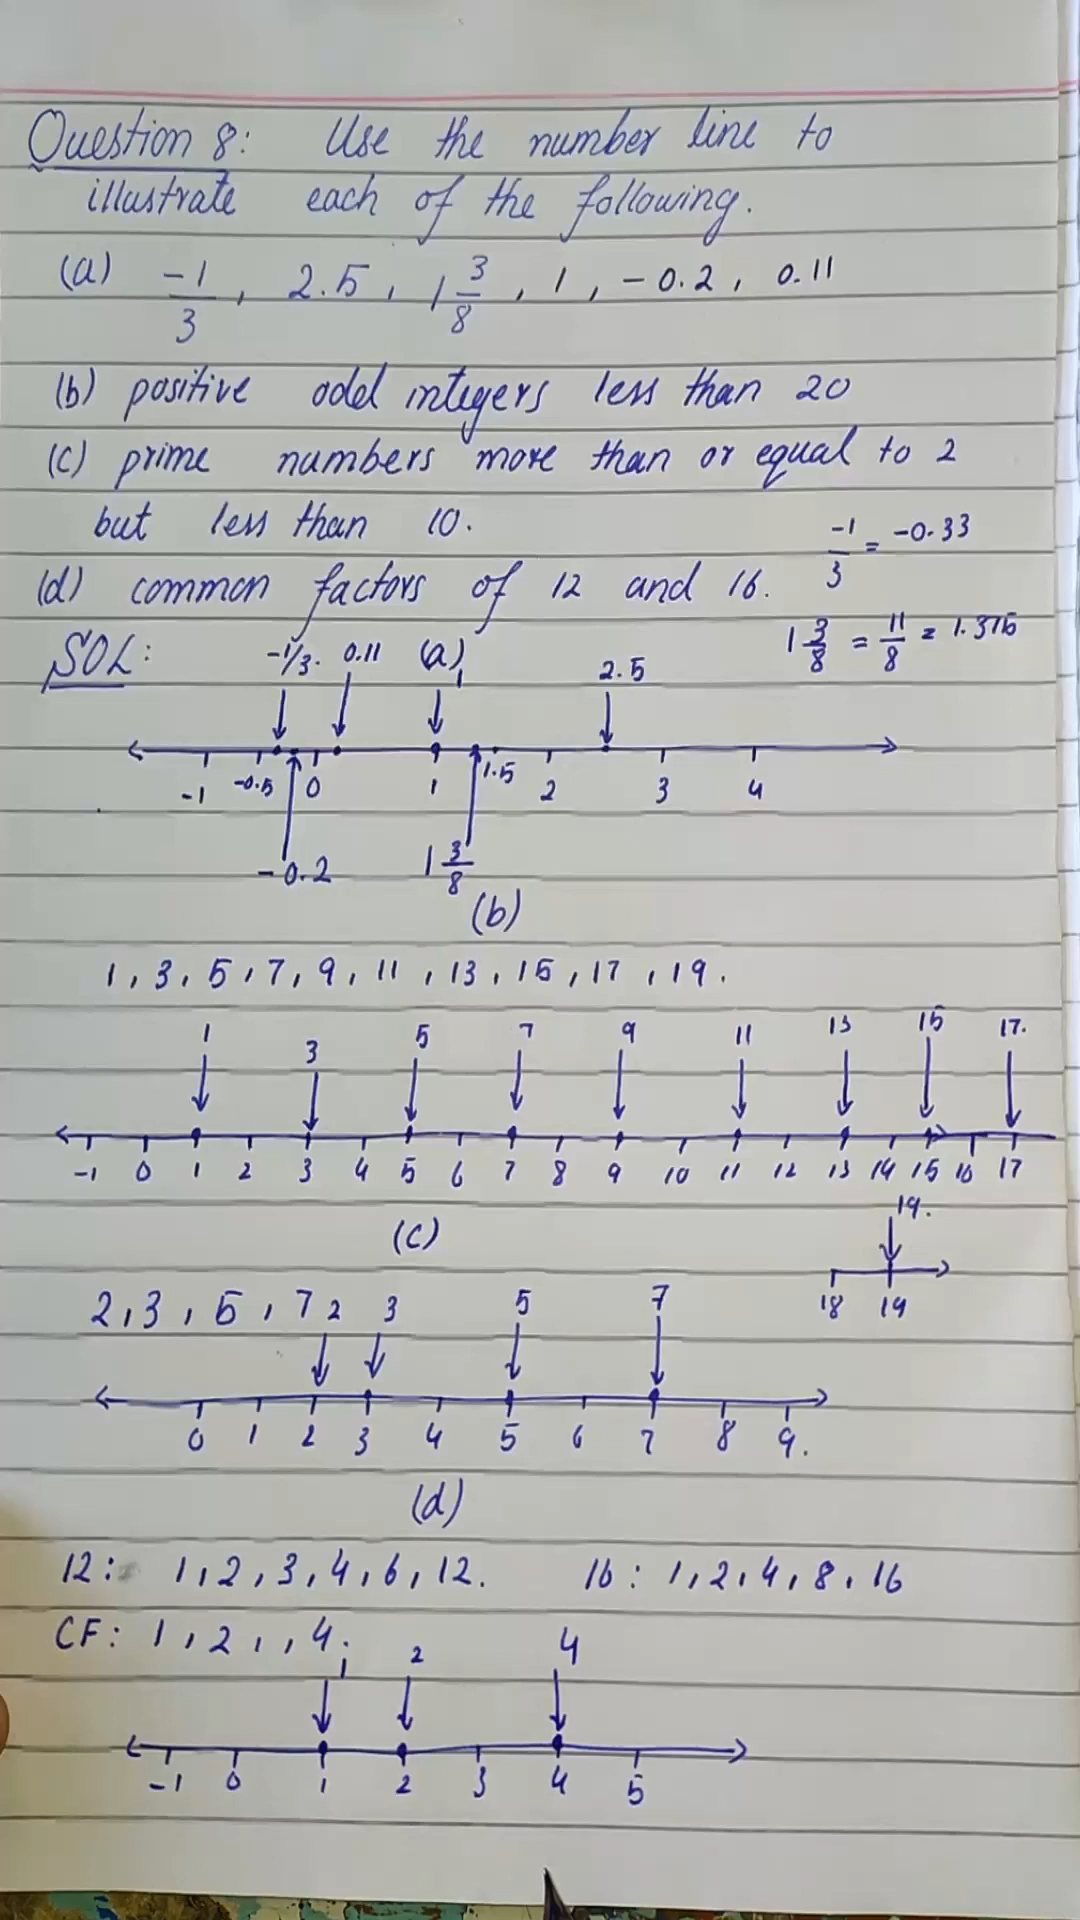 Question 8: Use the number line to
illustrate each of the following.
(a) -1/3, 2.5, 1 3/8, 1, -0.2, 0.11
(b) positive odd integers less than 20
(c) prime numbers more than or equal to 2
but less than 10.
-1/3 = -0.33
(d) common factors of 12 and 16.
1 3/8 = 11/8 = 1.375
SOL:
(a)
-1/3. 0.11 1 2.5
-1 -0.5 0 1 1.5 2 3 4
-0.2 1 3/8
(b)
1, 3, 5, 7, 9, 11, 13, 15, 17, 19.
1 3 5 7 9 11 13 15 17.
-1 0 1 2 3 4 5 6 7 8 9 10 11 12 13 14 15 16 17
19.
18 19
(c)
2, 3, 5, 7
2 3 5 7
0 1 2 3 4 5 6 7 8 9.
(d)
12: 1, 2, 3, 4, 6, 12. 16: 1, 2, 4, 8, 16
CF: 1, 2, , 4.
1 2 4
-1 0 1 2 3 4 5